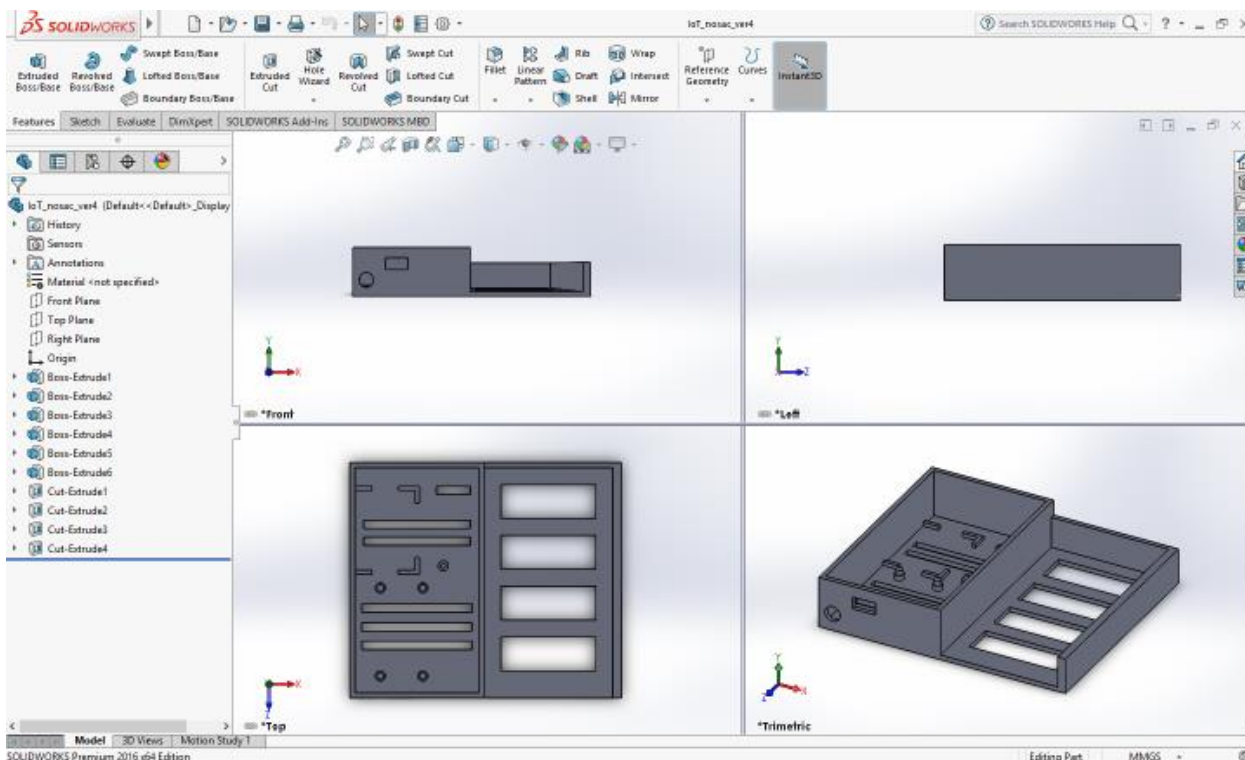 SOLIDWORKS
IoT_nosac_ver4
Search SOLIDWORKS Help
?
Extruded Boss/Base
Revolved Boss/Base
Swept Boss/Base
Lofted Boss/Base
Boundary Boss/Base
Extruded Cut
Hole Wizard
Revolved Cut
Swept Cut
Lofted Cut
Boundary Cut
Fillet
Linear Pattern
Rib
Draft
Shell
Wrap
Intersect
Mirror
Reference Geometry
Curves
Instant3D
Features Sketch Evaluate DimXpert SOLIDWORKS Add-Ins SOLIDWORKS MBD
IoT_nosac_ver4 (Default<<Default>_Display
History
Sensors
Annotations
Material <not specified>
Front Plane
Top Plane
Right Plane
Origin
Boss-Extrude1
Boss-Extrude2
Boss-Extrude3
Boss-Extrude4
Boss-Extrude5
Boss-Extrude6
Cut-Extrude1
Cut-Extrude2
Cut-Extrude3
Cut-Extrude4
Y
X
*Front
Y
Z
*Left
X
Z
*Top
Y
X
Z
*Trimetric
Model 3D Views Motion Study 1
SOLIDWORKS Premium 2016 x64 Edition
Editing Part
MMGS